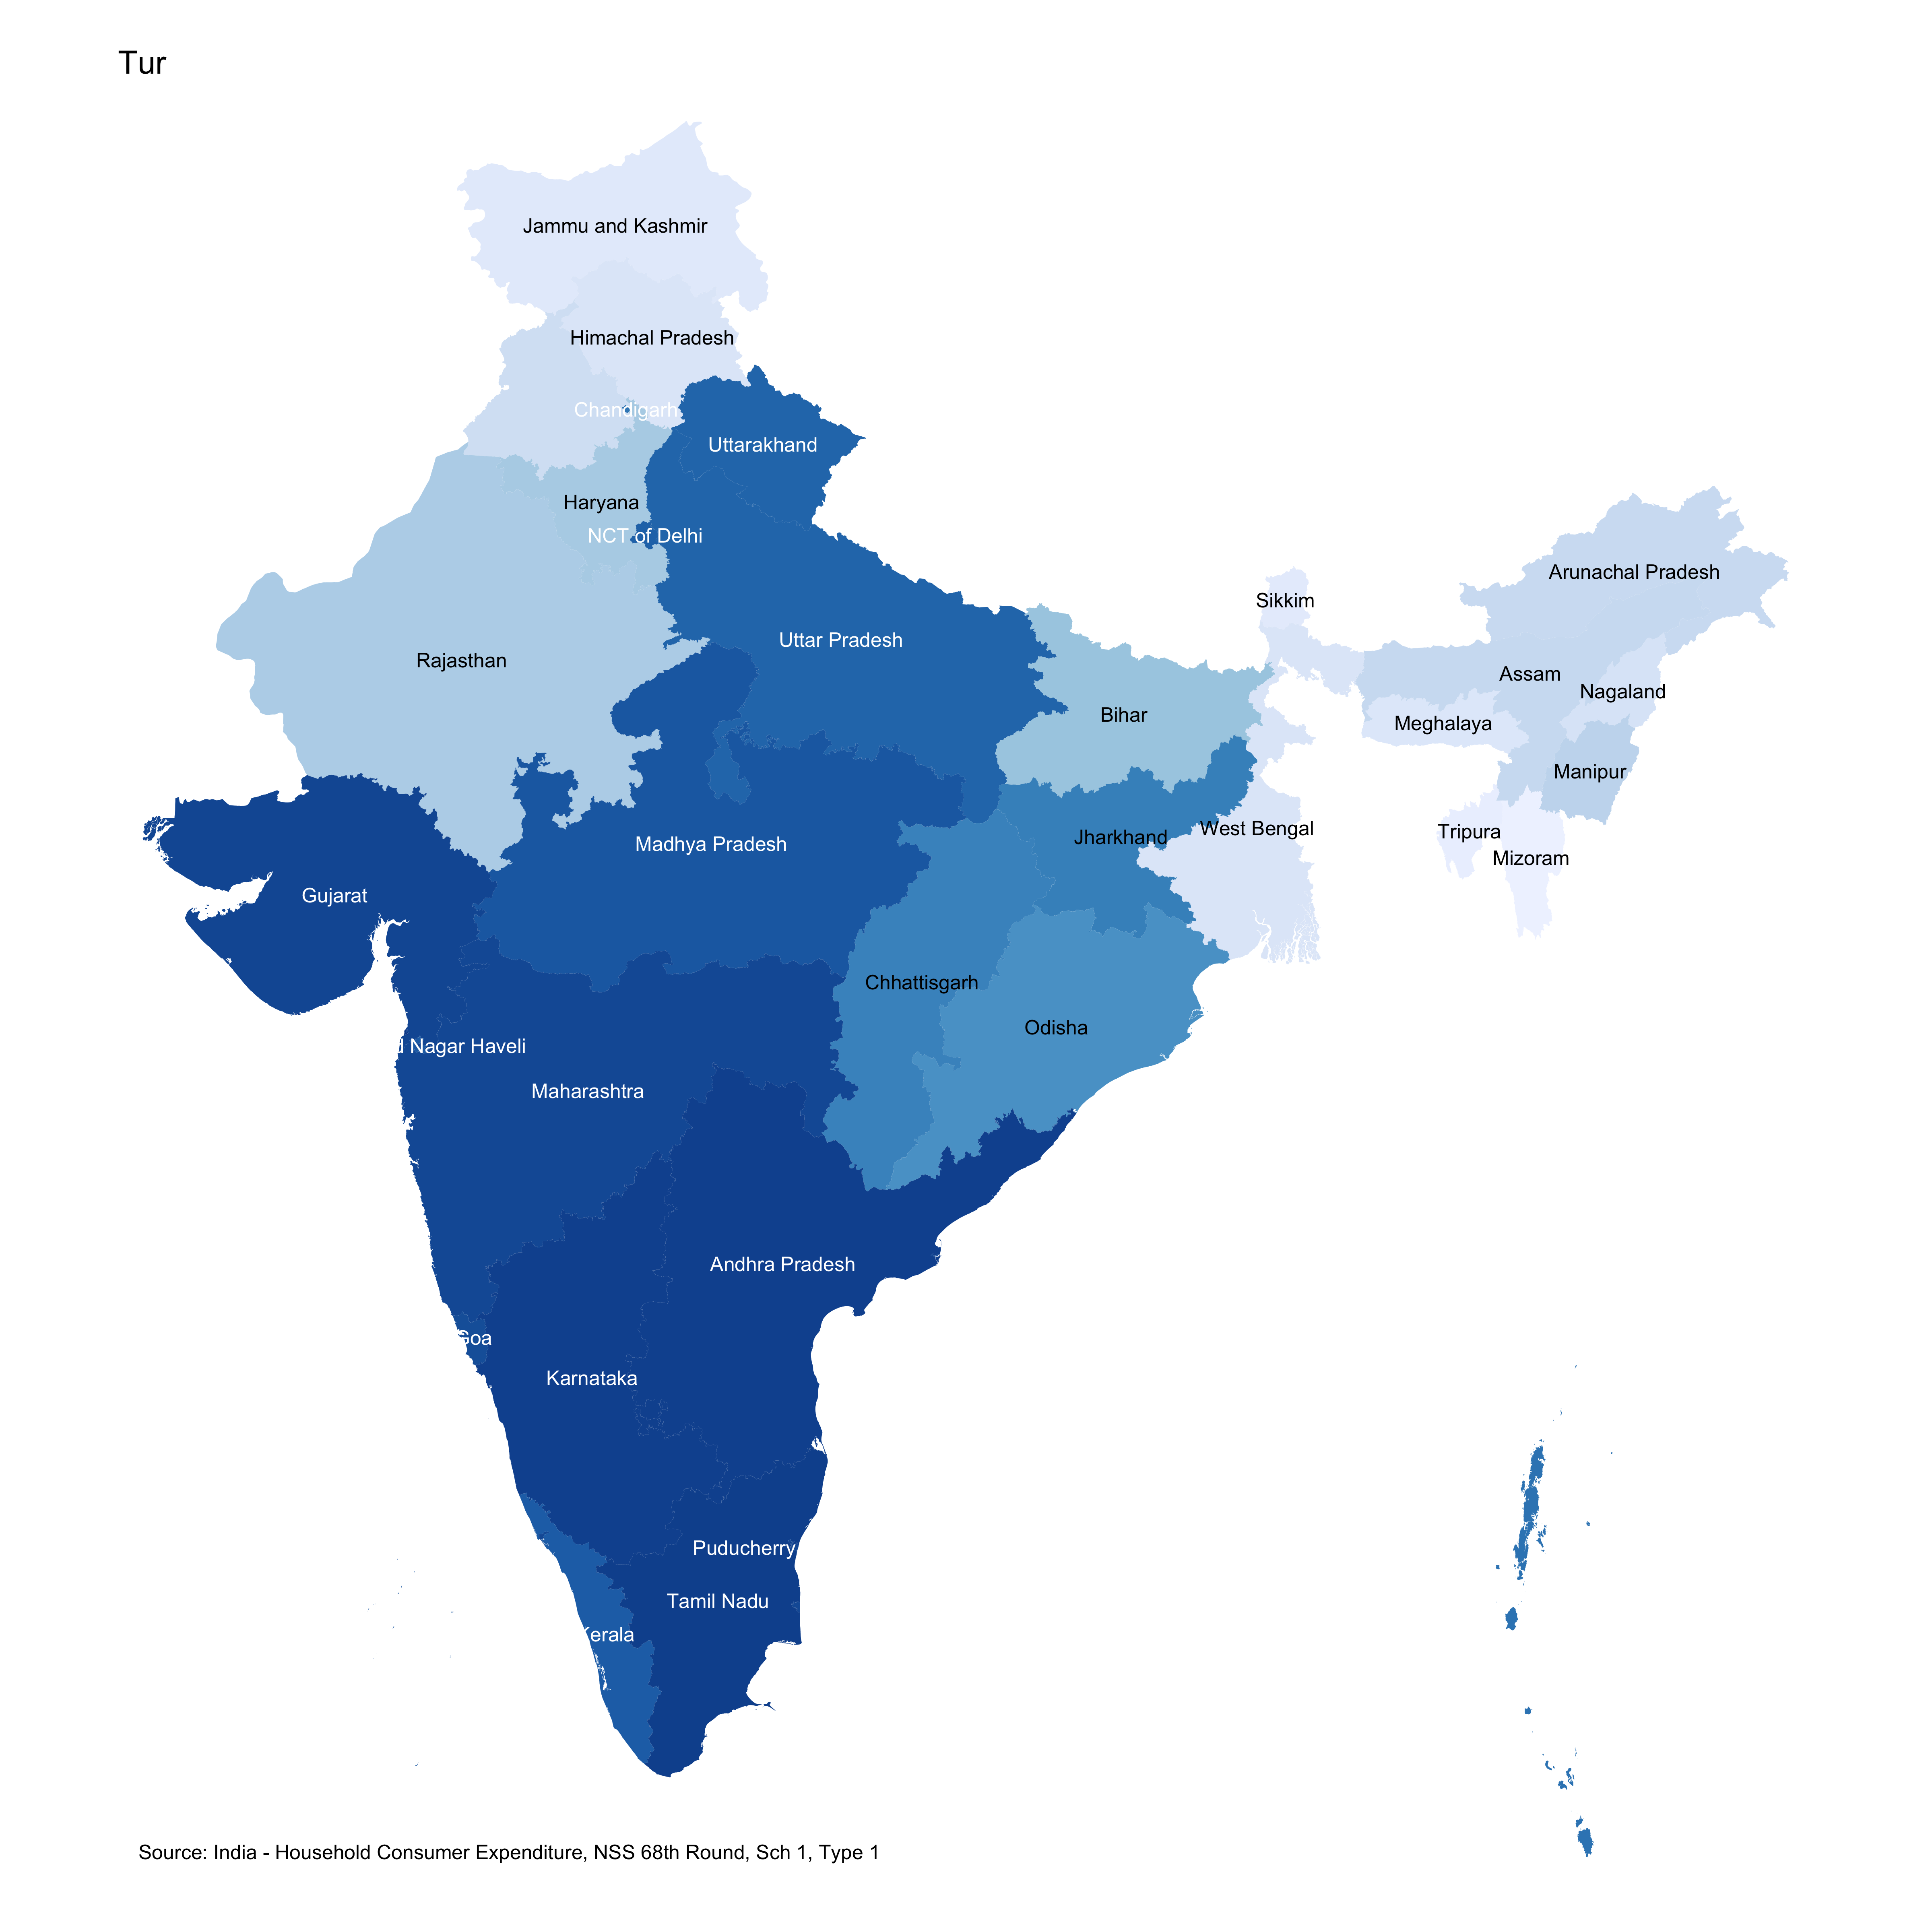 Tur
Jammu and Kashmir
Himachal Pradesh
Chandigarh
Uttarakhand
Haryana
NCT of Delhi
Arunachal Pradesh
Sikkim
Uttar Pradesh
Rajasthan
Assam
Nagaland
Bihar
Meghalaya
Manipur
West Bengal
Tripura
Jharkhand
Madhya Pradesh
Mizoram
Gujarat
Chhattisgarh
Odisha
Nagar Haveli
Maharashtra
Andhra Pradesh
Goa
Karnataka
Puducherry
Tamil Nadu
Kerala
Source: India - Household Consumer Expenditure, NSS 68th Round, Sch 1, Type 1